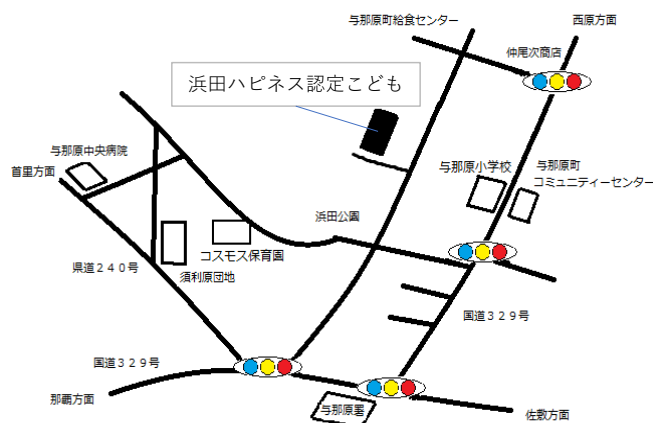 与那原町給食センター
西原方面
仲尾次商店
浜田ハピネス認定こども
与那原中央病院
首里方面
与那原小学校
与那原町
コミュニティーセンター
浜田公園
コスモス保育園
須利原団地
県道240号
国道329号
国道329号
那覇方面
与那原署
佐敷方面